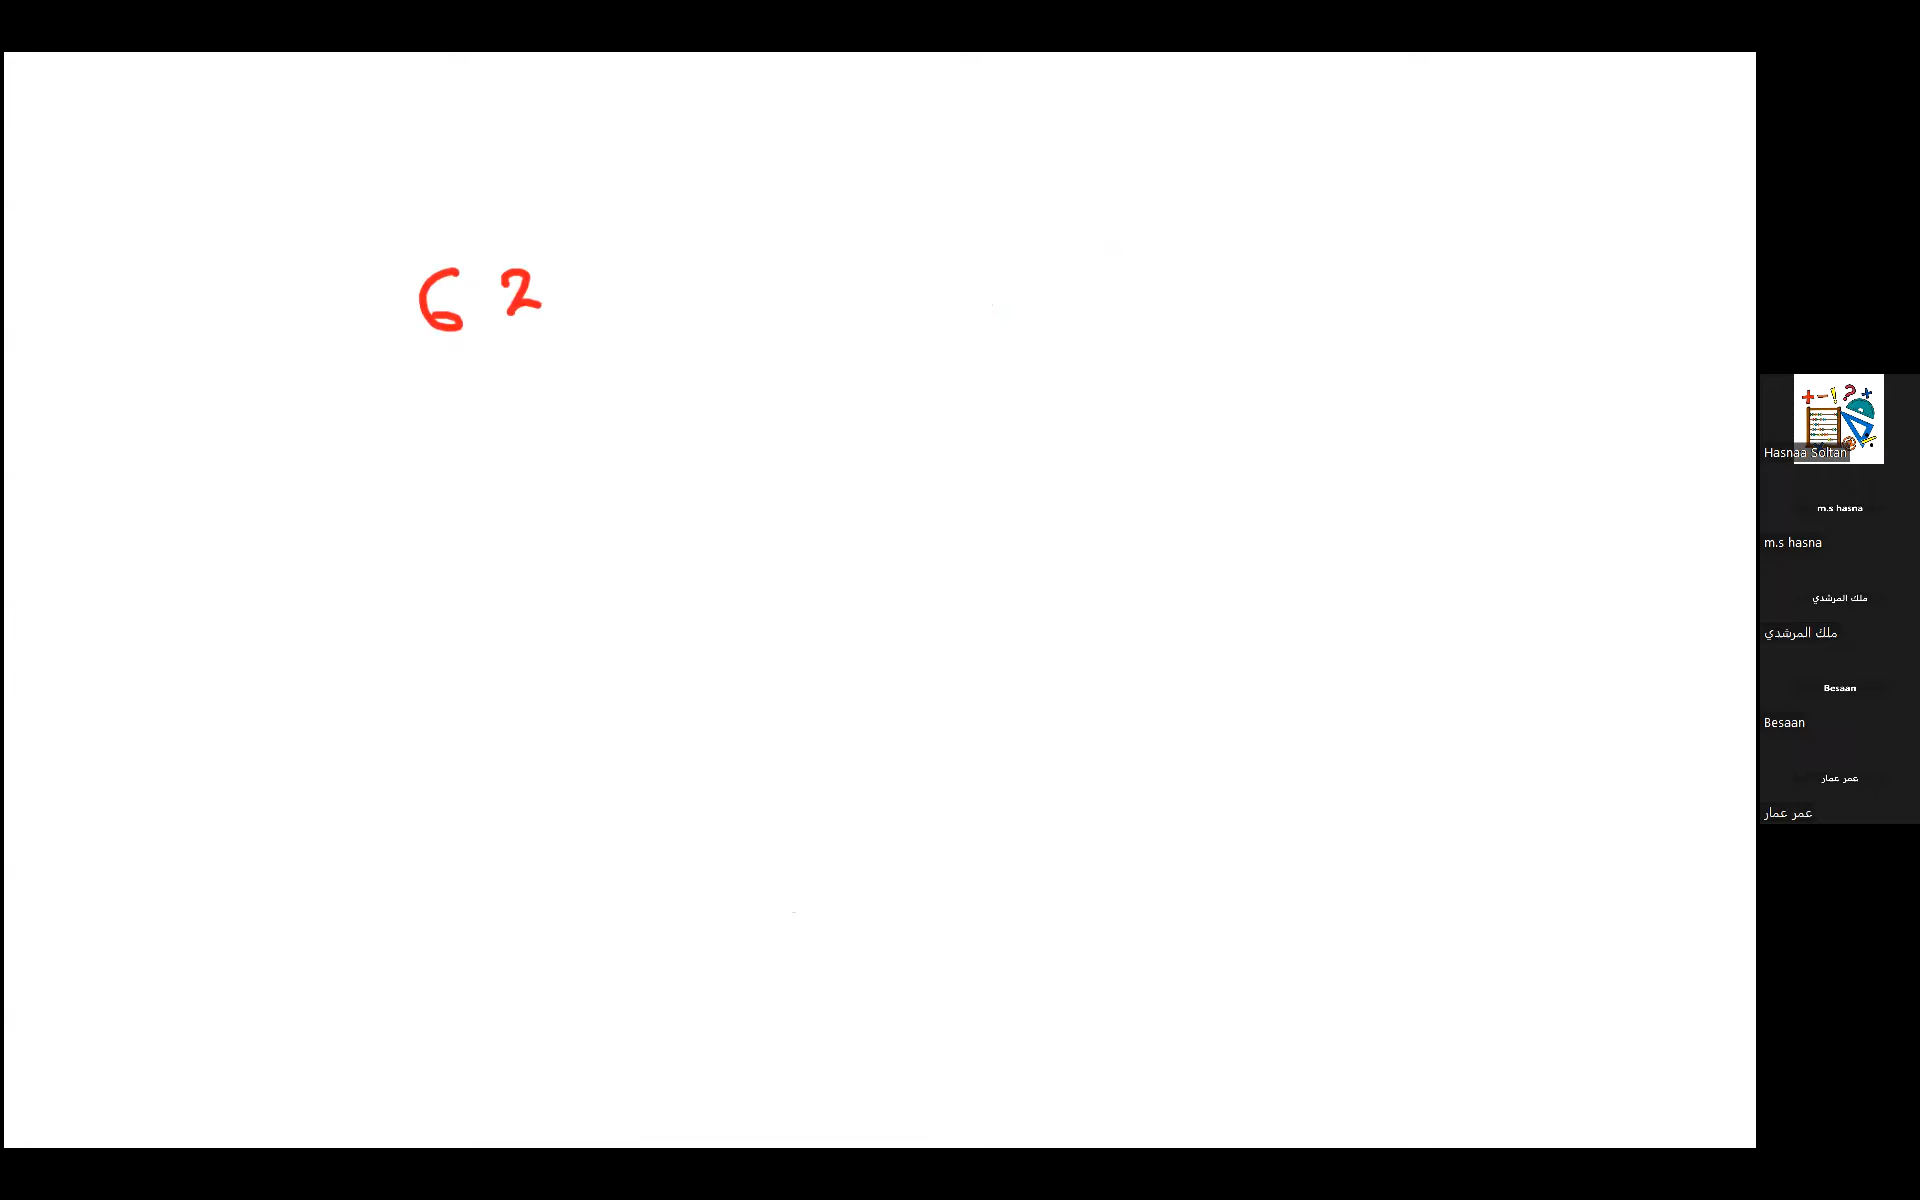 6 2
Hasnaa Soltan
m.s hasna
m.s hasna
ملك المرشدي
ملك المرشدي
Besaan
Besaan
عمر عمار
عمر عمار